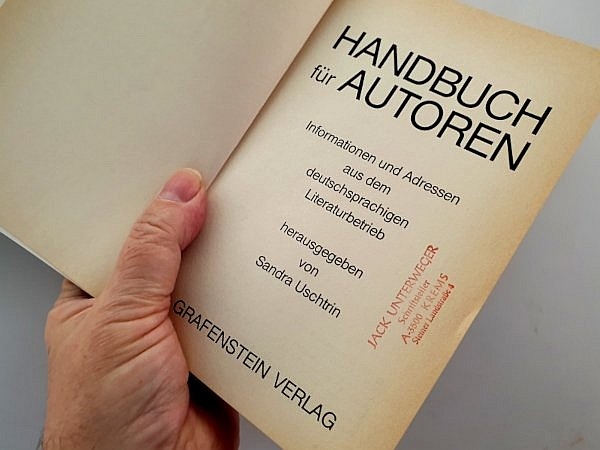 HANDBUCH
für AUTOREN
Informationen und Adressen
aus dem
deutschsprachigen
Literaturbetrieb
herausgegeben
von
Sandra Uschtrin
GRAFENSTEIN VERLAG
JACK UNTERWEGER
Schriftsteller
A-3500 KREMS
Steiner Landstraße 4